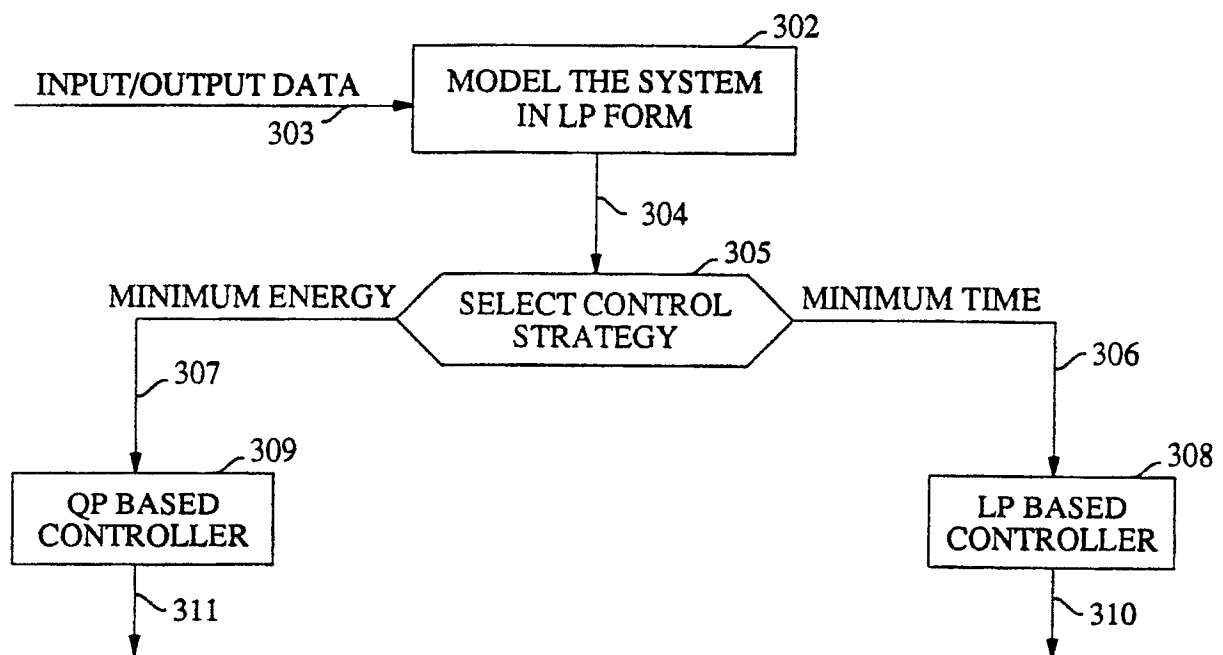 302
INPUT/OUTPUT DATA
303
MODEL THE SYSTEM
IN LP FORM
304
305
MINIMUM ENERGY
SELECT CONTROL
STRATEGY
MINIMUM TIME
307
306
309
308
QP BASED
CONTROLLER
LP BASED
CONTROLLER
311
310